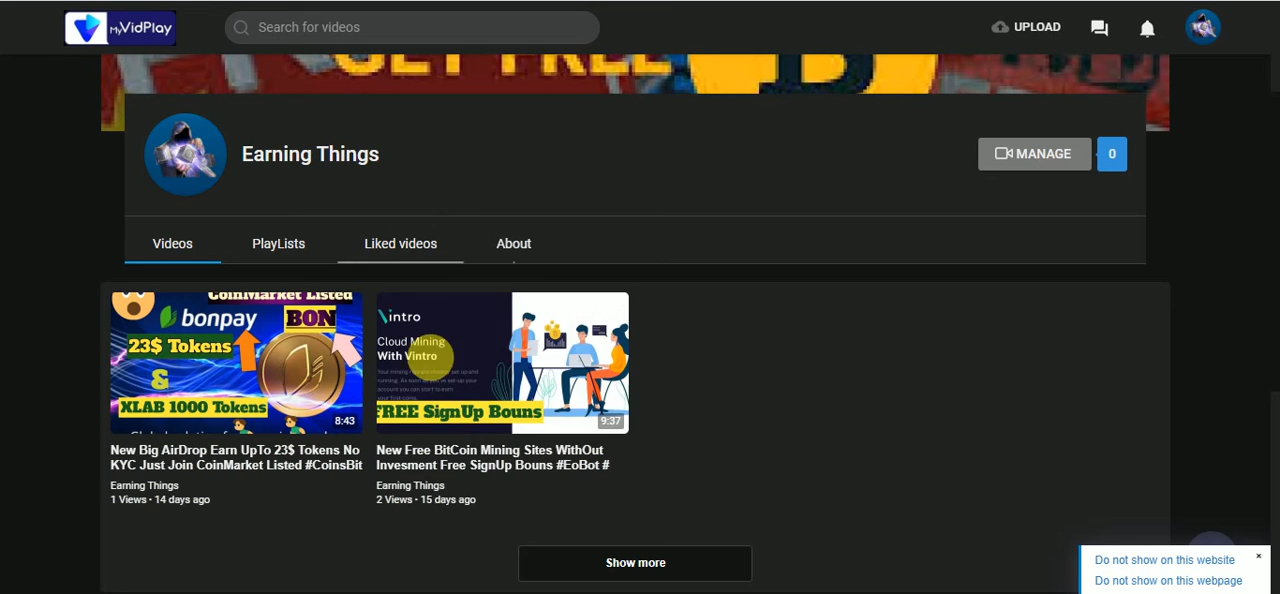 MyVidPlay
Search for videos
UPLOAD
GET FREE
Earning Things
MANAGE
0
Videos
PlayLists
Liked videos
About
CoinMarket Listed
bonpay
BON
23$ Tokens
&
XLAB 1000 Tokens
8:43
Vintro
Cloud Mining
With Vintro
FREE SignUp Bouns
9:37
New Big AirDrop Earn UpTo 23$ Tokens No
KYC Just Join CoinMarket Listed #CoinsBit
Earning Things
1 Views · 14 days ago
New Free BitCoin Mining Sites WithOut
Invesment Free SignUp Bouns #EoBot #
Earning Things
2 Views · 15 days ago
Show more
Do not show on this website
Do not show on this webpage